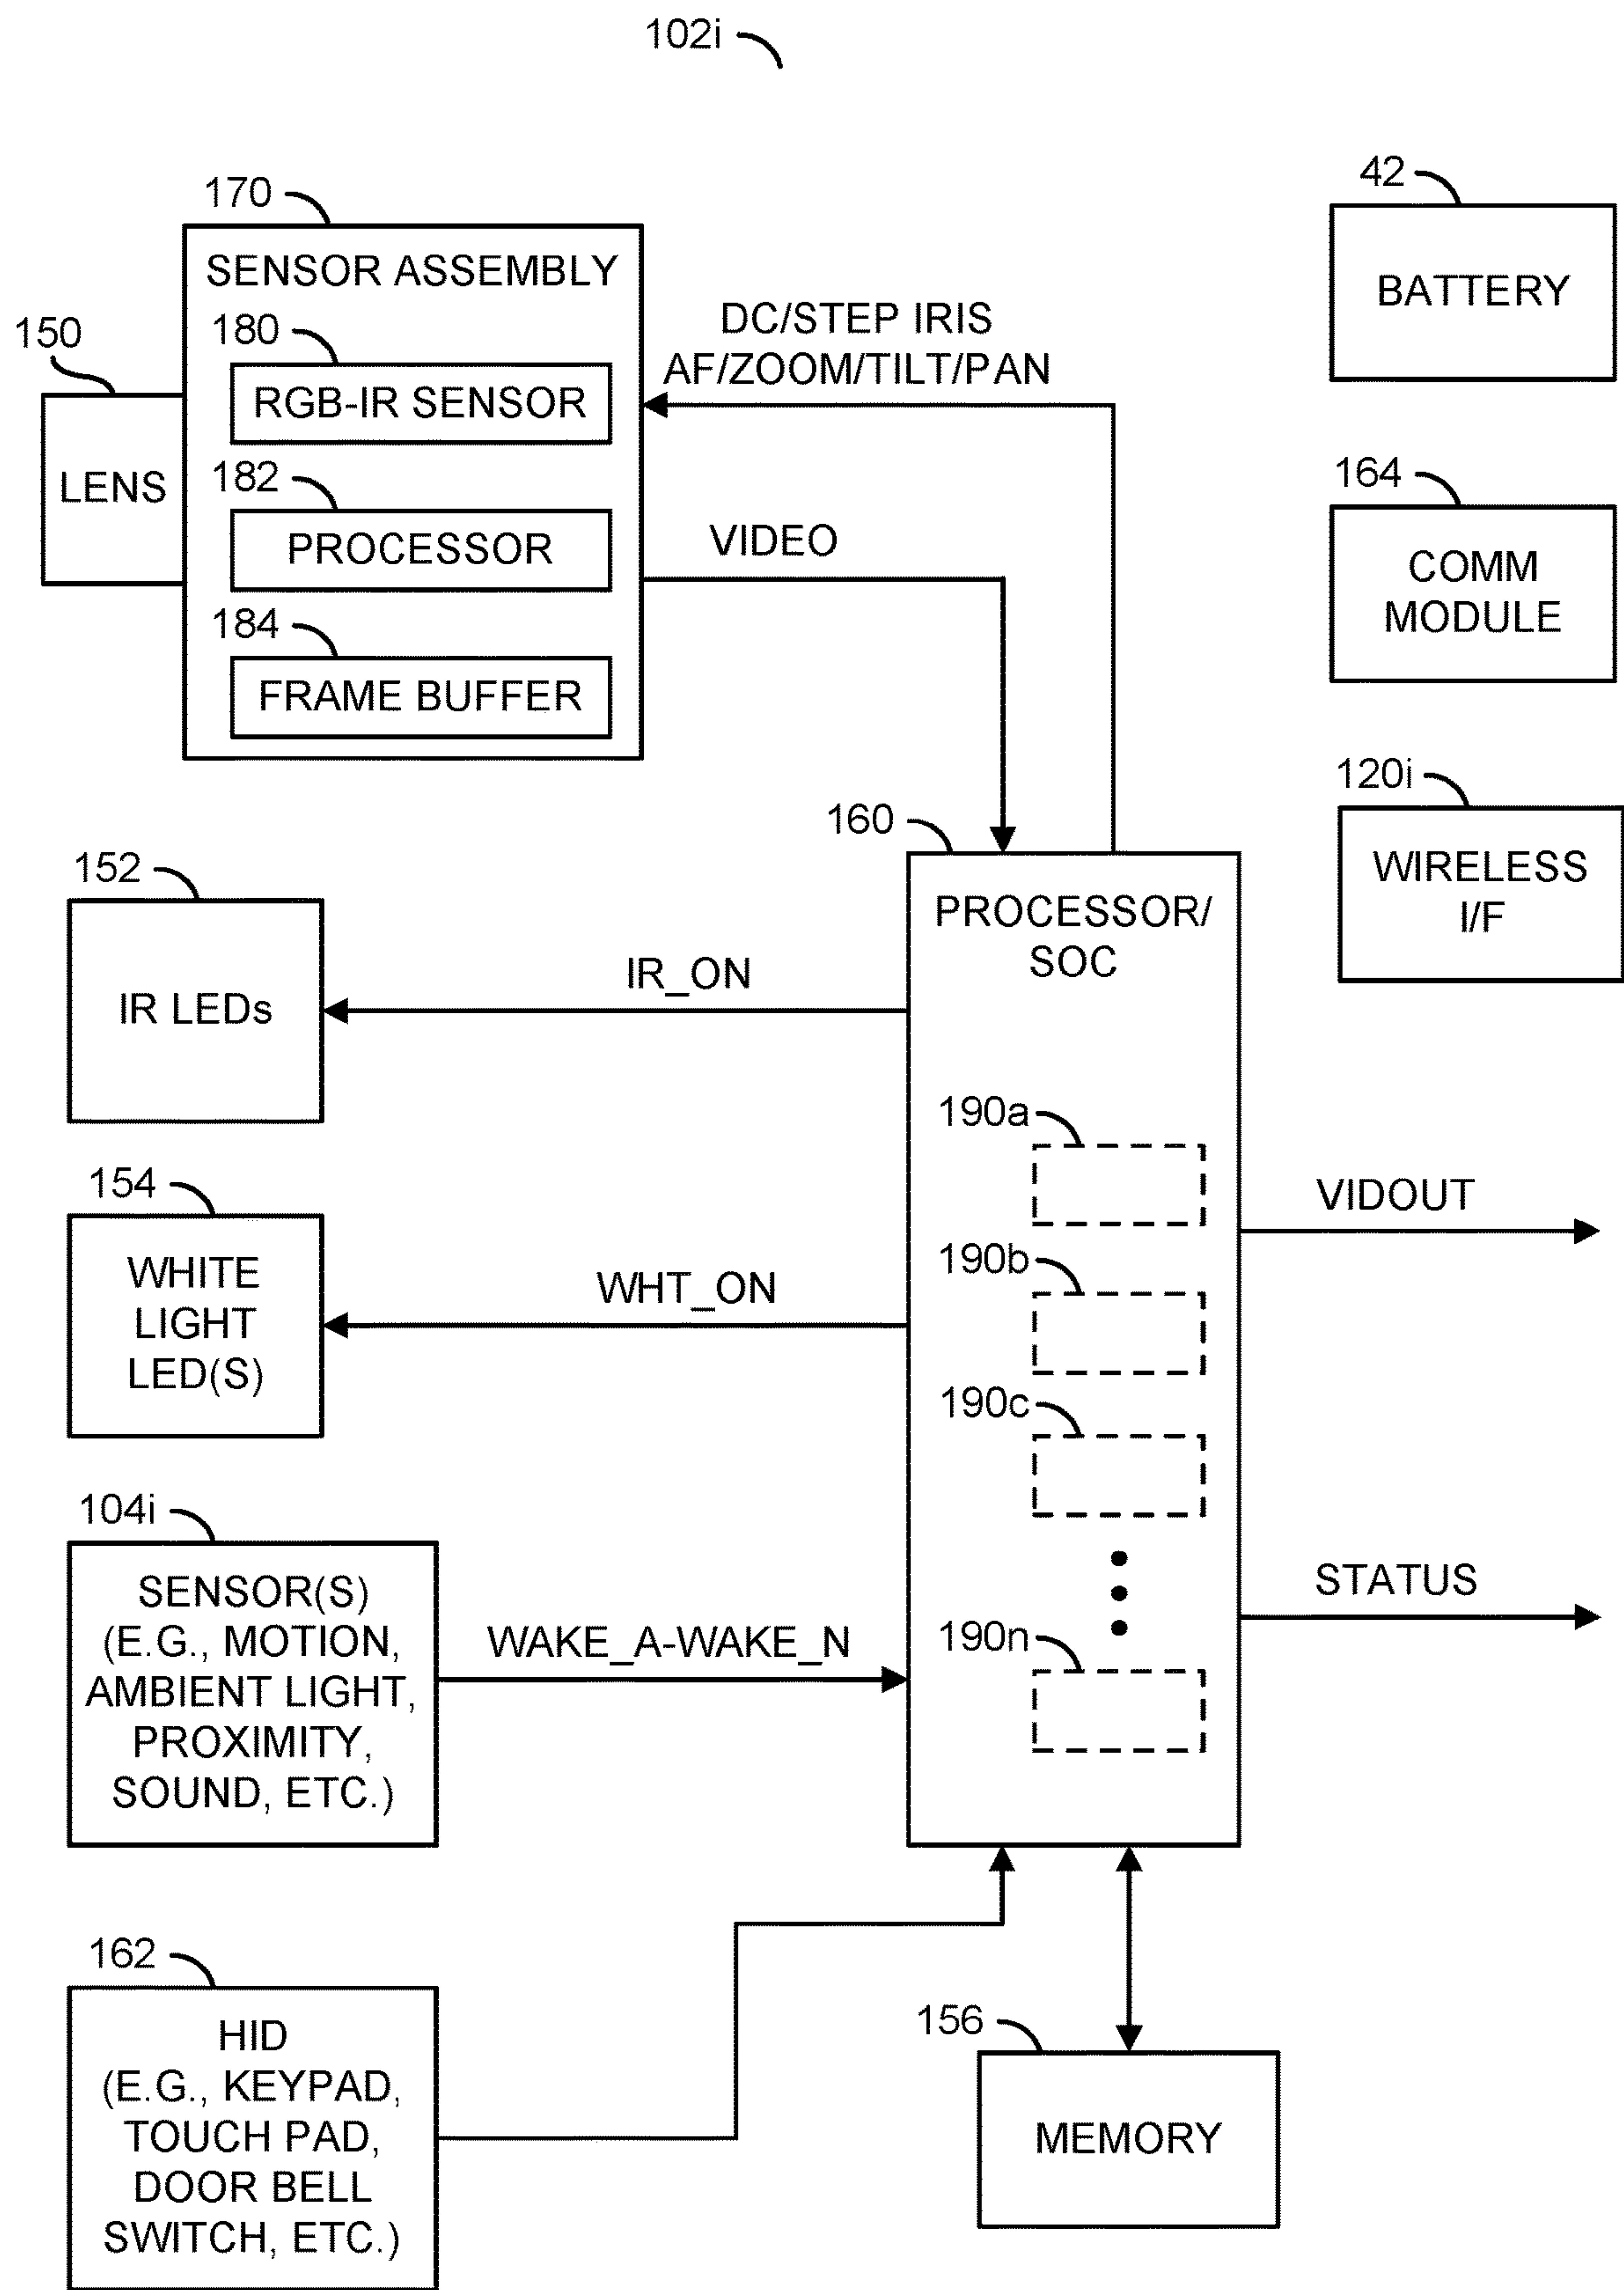 102i
170
SENSOR ASSEMBLY
180
RGB-IR SENSOR
182
PROCESSOR
184
FRAME BUFFER
150
LENS
DC/STEP IRIS
AF/ZOOM/TILT/PAN
VIDEO
42
BATTERY
164
COMM
MODULE
120i
WIRELESS
I/F
160
PROCESSOR/
SOC
190a
190b
190c
190n
152
IR LEDs
IR_ON
154
WHITE
LIGHT
LED(S)
WHT_ON
VIDOUT
104i
SENSOR(S)
(E.G., MOTION,
AMBIENT LIGHT,
PROXIMITY,
SOUND, ETC.)
WAKE_A-WAKE_N
STATUS
162
HID
(E.G., KEYPAD,
TOUCH PAD,
DOOR BELL
SWITCH, ETC.)
156
MEMORY